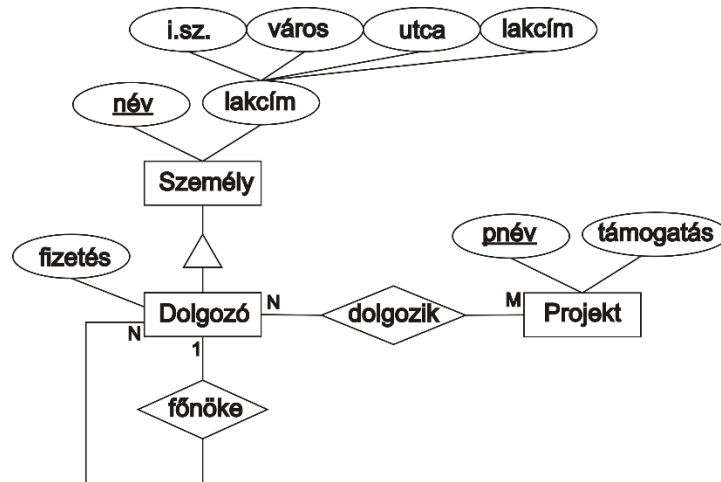 i.sz. város utca lakcím
név lakcím
Személy
pnév támogatás
fizetés
Dolgozó N dolgozik M Projekt
N 1
főnöke